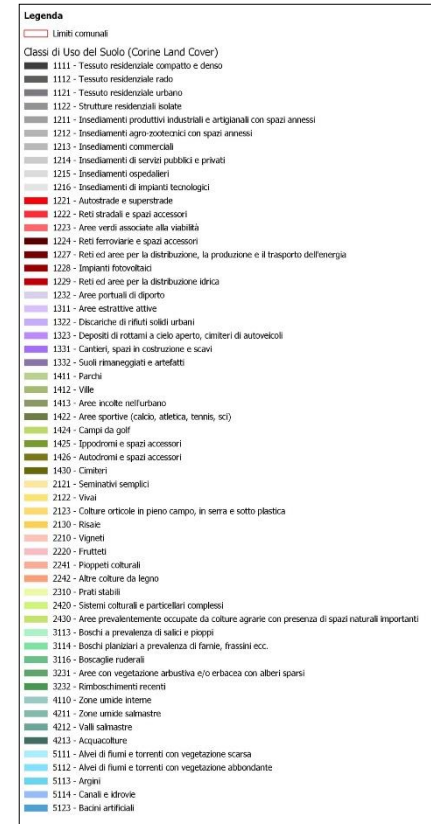 Legenda
Limiti comunali
Classi di Uso del Suolo (Corine Land Cover)
1111 - Tessuto residenziale compatto e denso
1112 - Tessuto residenziale rado
1121 - Tessuto residenziale urbano
1122 - Strutture residenziali isolate
1211 - Insediamenti produttivi industriali e artigianali con spazi annessi
1212 - Insediamenti agro-zootecnici con spazi annessi
1213 - Insediamenti commerciali
1214 - Insediamenti di servizi pubblici e privati
1215 - Insediamenti ospedalieri
1216 - Insediamenti di impianti tecnologici
1221 - Autostrade e superstrade
1222 - Reti stradali e spazi accessori
1223 - Aree verdi associate alla viabilità
1224 - Reti ferroviarie e spazi accessori
1227 - Reti ed aree per la distribuzione, la produzione e il trasporto dell'energia
1228 - Impianti fotovoltaici
1229 - Reti ed aree per la distribuzione idrica
1232 - Aree portuali di diporto
1311 - Aree estrattive attive
1322 - Discariche di rifiuti solidi urbani
1323 - Depositi di rottami a cielo aperto, cimiteri di autoveicoli
1331 - Cantieri, spazi in costruzione e scavi
1332 - Suoli rimaneggiati e artefatti
1411 - Parchi
1412 - Ville
1413 - Aree incolte nell'urbano
1422 - Aree sportive (calcio, atletica, tennis, sci)
1424 - Campi da golf
1425 - Ippodromi e spazi accessori
1426 - Autodromi e spazi accessori
1430 - Cimiteri
2121 - Seminativi semplici
2122 - Vivai
2123 - Colture orticole in pieno campo, in serra e sotto plastica
2130 - Risaie
2210 - Vigneti
2220 - Frutteti
2241 - Pioppeti colturali
2242 - Altre colture da legno
2310 - Prati stabili
2420 - Sistemi colturali e particellari complessi
2430 - Aree prevalentemente occupate da colture agrarie con presenza di spazi naturali importanti
3113 - Boschi a prevalenza di salici e pioppi
3114 - Boschi planiziari a prevalenza di farnie, frassini ecc.
3116 - Boscaglie ruderali
3231 - Aree con vegetazione arbustiva e/o erbacea con alberi sparsi
3232 - Rimboschimenti recenti
4110 - Zone umide interne
4211 - Zone umide salmastre
4212 - Valli salmastre
4213 - Acquacolture
5111 - Alvei di fiumi e torrenti con vegetazione scarsa
5112 - Alvei di fiumi e torrenti con vegetazione abbondante
5113 - Argini
5114 - Canali e idrovie
5123 - Bacini artificiali